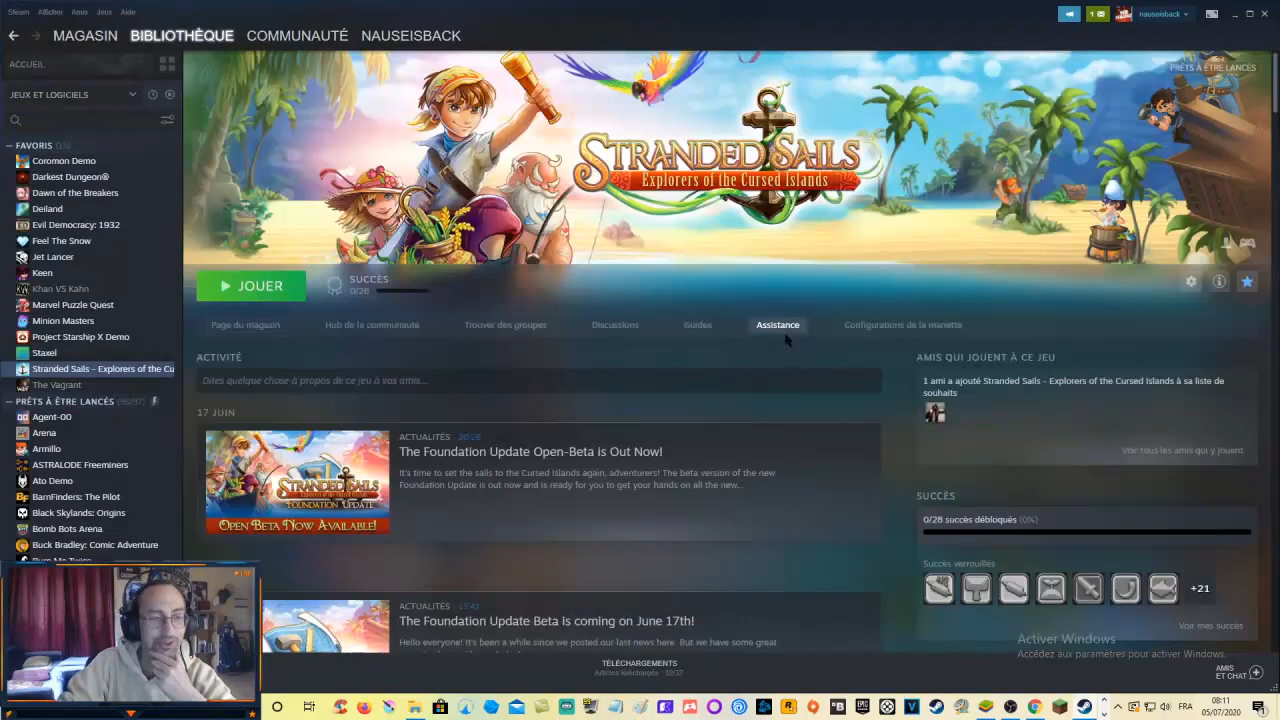 Steam Afficher Amis Jeux Aide
1
nauseisback
MAGASIN BIBLIOTHÈQUE COMMUNAUTÉ NAUSEISBACK
ACCUEIL
JEUX ET LOGICIELS
FAVORIS (15)
Coromon Demo
Darkest Dungeon®
Dawn of the Banners
Deiland
Evil Democracy: 1932
Feel The Snow
Jet Lancer
Keen
Khan VS Kahn
Marvel Puzzle Quest
Minion Masters
Project Starship X Demo
Staxel
Stranded Sails - Explorers of the Cu
The Vagrant
PRÊTS À ÊTRE LANCÉS (95/97)
Agent-00
Arena
Armillo
ASTRALODE Freeminers
Ato Demo
BarnFinders: The Pilot
Black Skylands: Origins
Bomb Bots Arena
Buck Bradley: Comic Adventure
PRÊTS À ÊTRE LANCÉS
STRANDED SAILS
Explorers of the Cursed Islands
JOUER
SUCCÈS
0/28
Page du magasin Hub de la communauté Trouver des groupes Discussions Guides Assistance Configurations de la manette
ACTIVITÉ
Dites quelque chose à propos de ce jeu à vos amis...
17 JUIN
STRANDED SAILS
FOUNDATION UPDATE
OPEN BETA NOW AVAILABLE!
ACTUALITÉS 20:28
The Foundation Update Open-Beta is Out Now!
It's time to set the sails to the Cursed Islands again, adventurers! The beta version of the new
Foundation Update is out now and is ready for you to get your hands on all the new...
ACTUALITÉS 15:43
The Foundation Update Beta is coming on June 17th!
Hello everyone! It's been a while since we posted our last news here. But we have some great
AMIS QUI JOUENT À CE JEU
1 ami a ajouté Stranded Sails - Explorers of the Cursed Islands à sa liste de
souhaits
Voir tous les amis qui y jouent
SUCCÈS
0/28 succès débloqués (0%)
Succès verrouillés
+21
Voir mes succès
Activer Windows
Accédez aux paramètres pour activer Windows.
TÉLÉCHARGEMENTS
Articles téléchargés : 32/32
AMIS
ET CHAT
FRA
08:11
05/07/2020